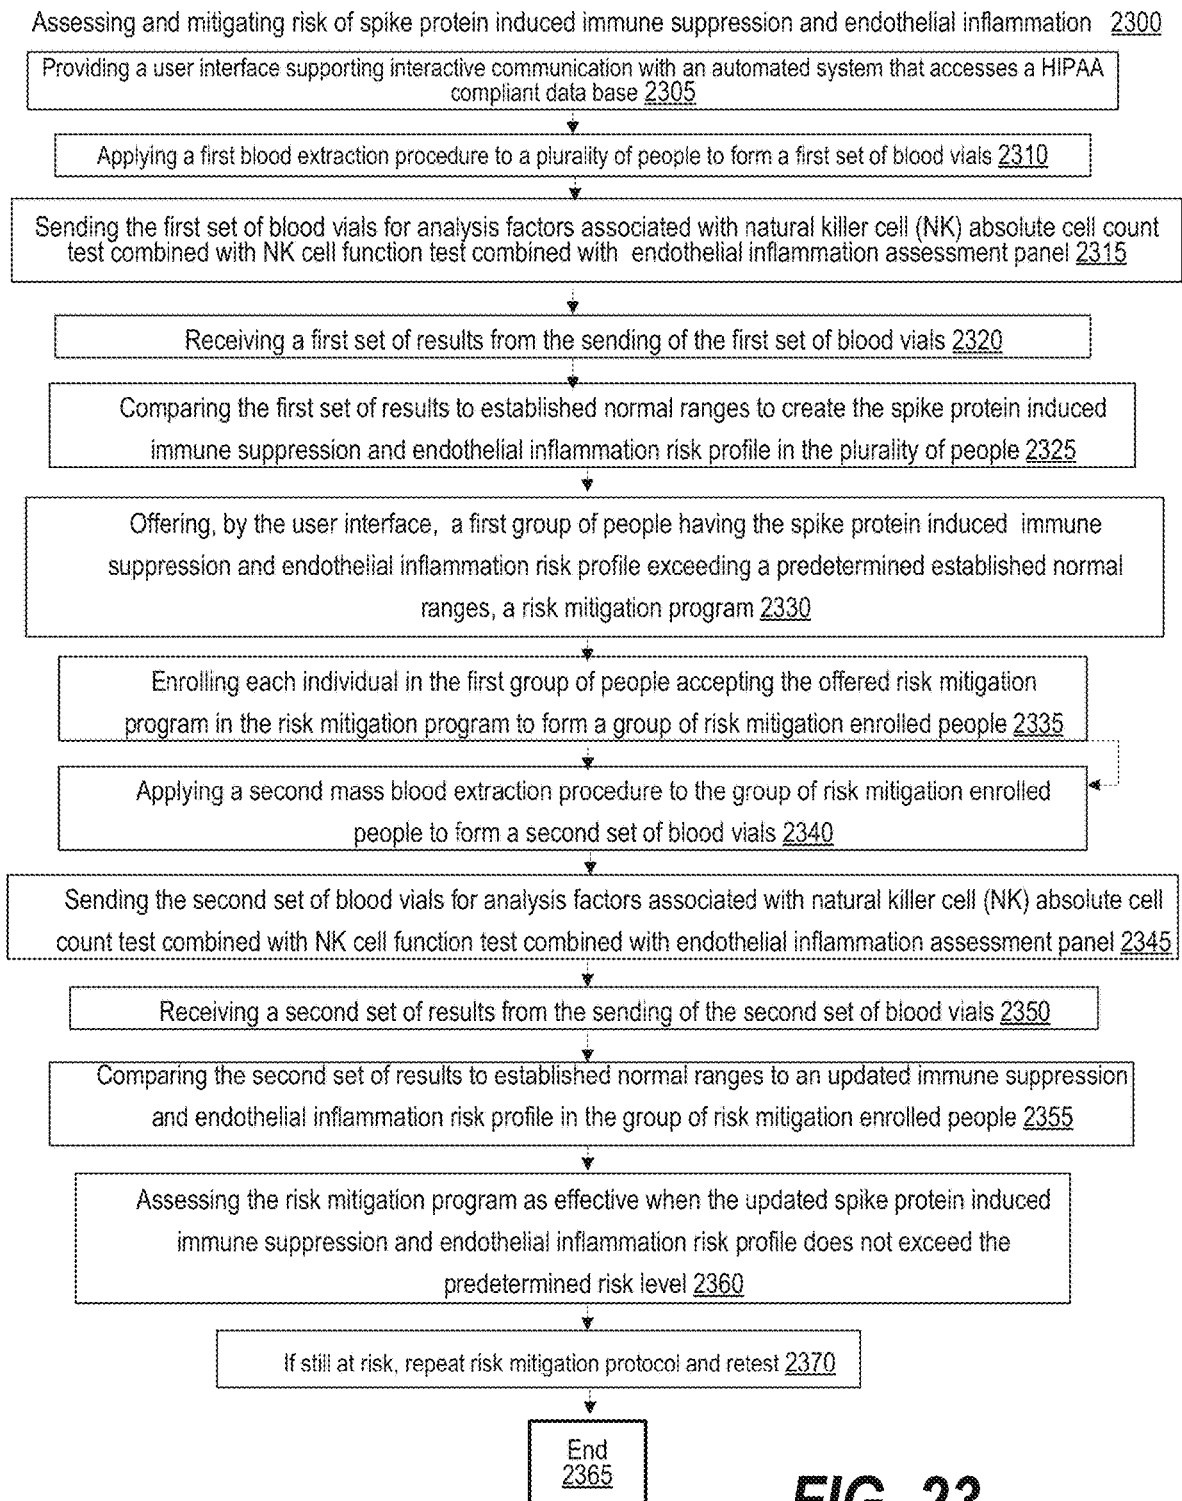 Assessing and mitigating risk of spike protein induced immune suppression and endothelial inflammation 2300
Providing a user interface supporting interactive communication with an automated system that accesses a HIPAA
compliant data base 2305
Applying a first blood extraction procedure to a plurality of people to form a first set of blood vials 2310
Sending the first set of blood vials for analysis factors associated with natural killer cell (NK) absolute cell count
test combined with NK cell function test combined with endothelial inflammation assessment panel 2315
Receiving a first set of results from the sending of the first set of blood vials 2320
Comparing the first set of results to established normal ranges to create the spike protein induced
immune suppression and endothelial inflammation risk profile in the plurality of people 2325
Offering, by the user interface, a first group of people having the spike protein induced immune
suppression and endothelial inflammation risk profile exceeding a predetermined established normal
ranges, a risk mitigation program 2330
Enrolling each individual in the first group of people accepting the offered risk mitigation
program in the risk mitigation program to form a group of risk mitigation enrolled people 2335
Applying a second mass blood extraction procedure to the group of risk mitigation enrolled
people to form a second set of blood vials 2340
Sending the second set of blood vials for analysis factors associated with natural killer cell (NK) absolute cell
count test combined with NK cell function test combined with endothelial inflammation assessment panel 2345
Receiving a second set of results from the sending of the second set of blood vials 2350
Comparing the second set of results to established normal ranges to an updated immune suppression
and endothelial inflammation risk profile in the group of risk mitigation enrolled people 2355
Assessing the risk mitigation program as effective when the updated spike protein induced
immune suppression and endothelial inflammation risk profile does not exceed the
predetermined risk level 2360
If still at risk, repeat risk mitigation protocol and retest 2370
End
2365
FIG. 23